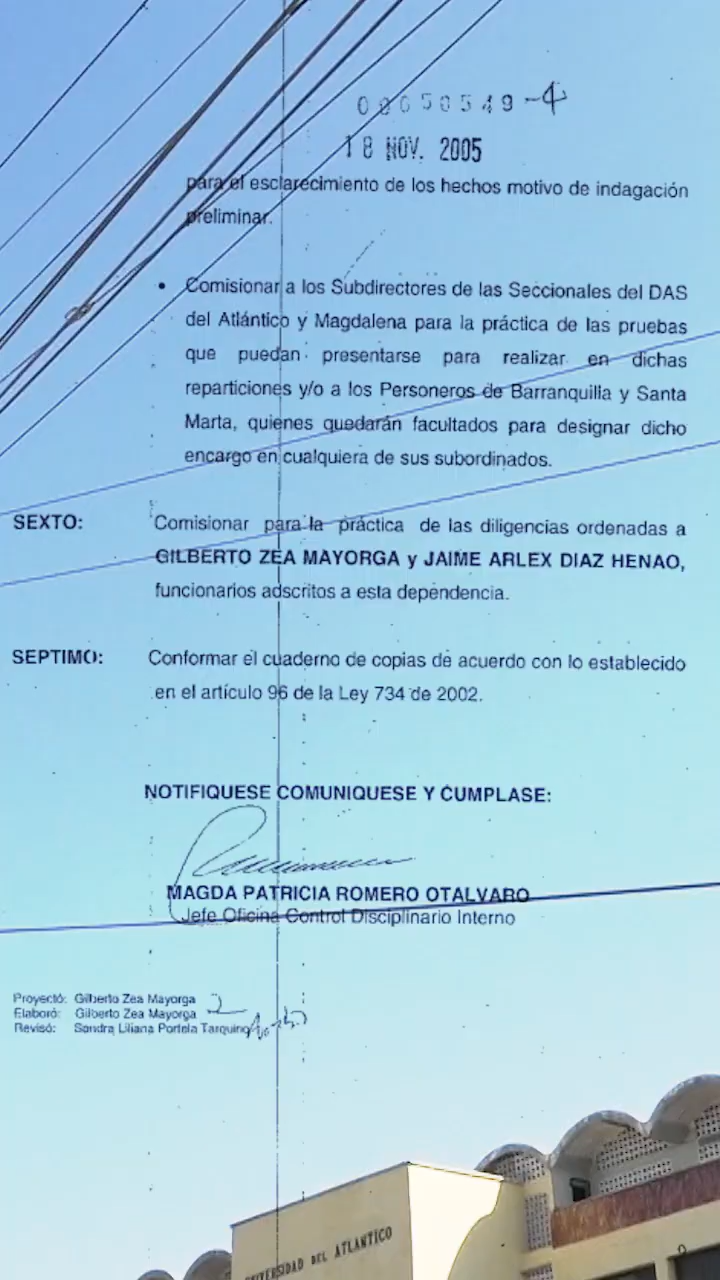 00050549-4
18 NOV. 2005
para el esclarecimiento de los hechos motivo de indagación
preliminar.
• Comisionar a los Subdirectores de las Seccionales del DAS
del Atlántico y Magdalena para la práctica de las pruebas
que puedan presentarse para realizar en dichas
reparticiones y/o a los Personeros de Barranquilla y Santa
Marta, quienes quedarán facultados para designar dicho
encargo en cualquiera de sus subordinados.
SEXTO: Comisionar para la práctica de las diligencias ordenadas a
GILBERTO ZEA MAYORGA y JAIME ARLEX DIAZ HENAO,
funcionarios adscritos a esta dependencia.
SEPTIMO: Conformar el cuaderno de copias de acuerdo con lo establecido
en el artículo 96 de la Ley 734 de 2002.
NOTIFIQUESE COMUNIQUESE Y CUMPLASE:
MAGDA PATRICIA ROMERO OTALVARO
Jefe Oficina Control Disciplinario Interno
Proyectó: Gilberto Zea Mayorga
Elaboró: Gilberto Zea Mayorga
Revisó: Sandra Liliana Portela Tarquino
UNIVERSIDAD DEL ATLANTICO